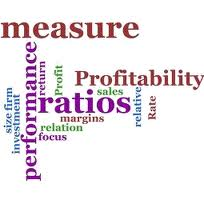 measure
performance
return
Profit
Profitability
ratios
sales
size firm
investment
margins
relative
Rate
relation
focus